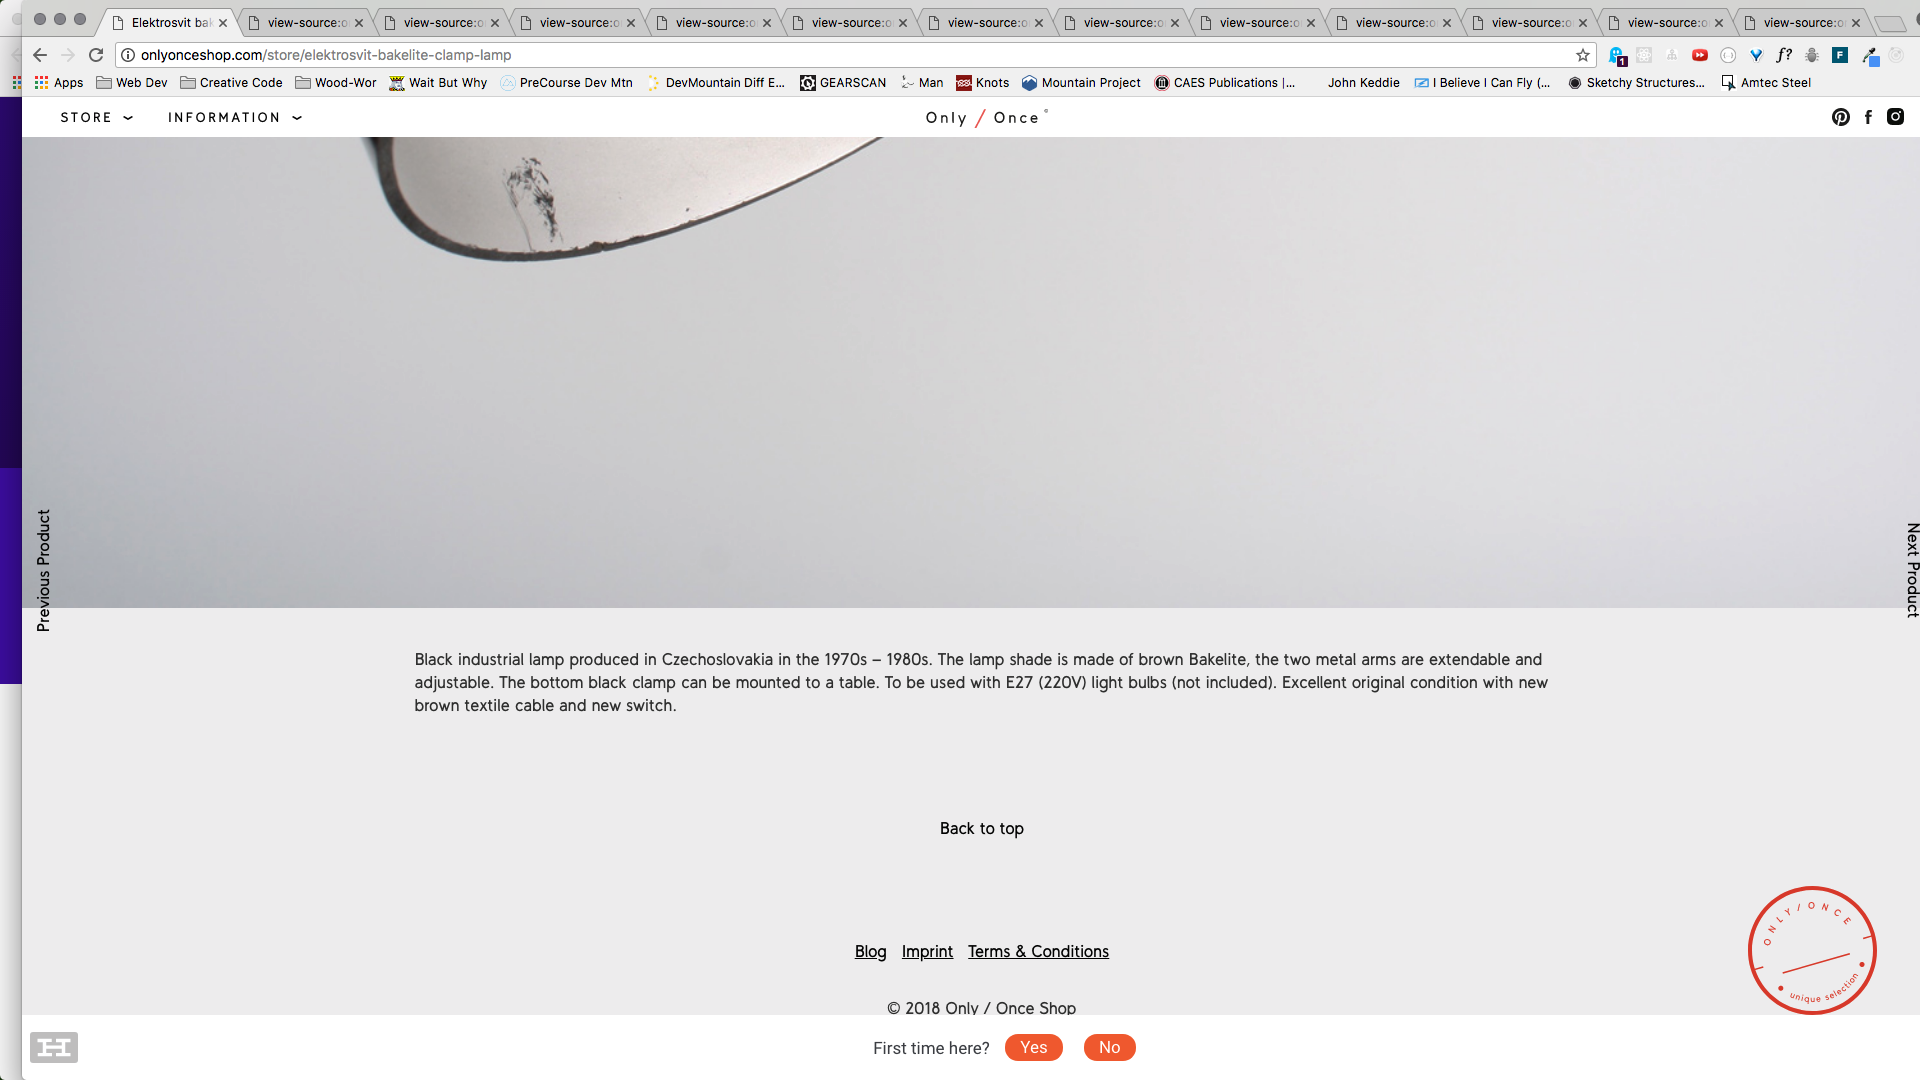 Elektrosvit bak
view-source:o
view-source:o
view-source:o
view-source:o
view-source:o
view-source:o
view-source:o
view-source:o
view-source:o
view-source:o
view-source:o
view-source:o
onlyonceshop.com/store/elektrosvit-bakelite-clamp-lamp
1
f?
F
Apps
Web Dev
Creative Code
Wood-Wor
Wait But Why
PreCourse Dev Mtn
DevMountain Diff E...
GEARSCAN
Man
Knots
Mountain Project
CAES Publications |...
John Keddie
I Believe I Can Fly (...
Sketchy Structures...
Amtec Steel
STORE
INFORMATION
Only / Once
Previous Product
Next Product
Black industrial lamp produced in Czechoslovakia in the 1970s – 1980s. The lamp shade is made of brown Bakelite, the two metal arms are extendable and
adjustable. The bottom black clamp can be mounted to a table. To be used with E27 (220V) light bulbs (not included). Excellent original condition with new
brown textile cable and new switch.
Back to top
ONLY/ONCE
unique selection
Blog Imprint Terms & Conditions
© 2018 Only / Once Shop
First time here? Yes No